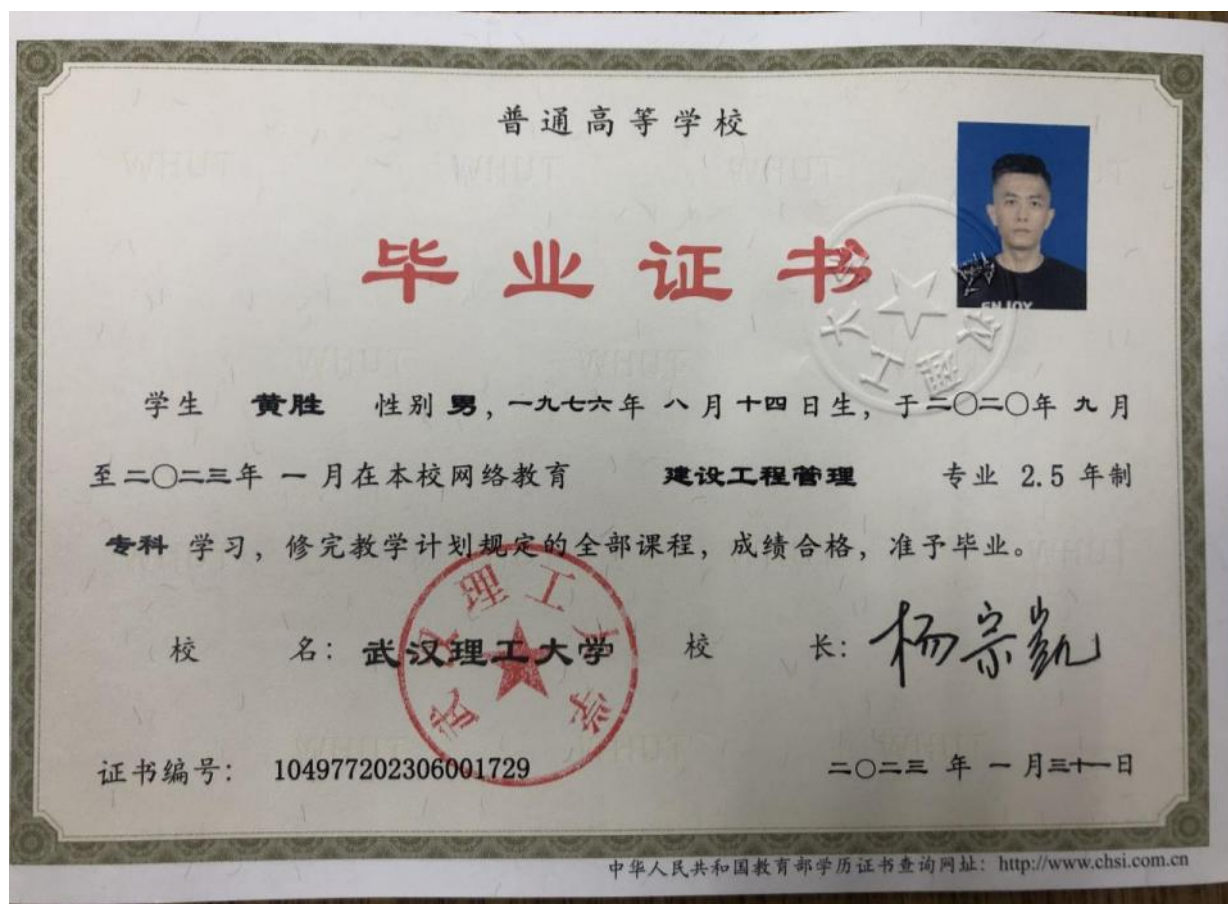 普通高等学校
毕业证书
ENJOY
学生 黄胜 性别 男，一九七六年 八 月 十四 日生，于二〇二〇年 九 月
至二〇二三年 一 月在本校网络教育 建设工程管理 专业 2.5 年制
专科 学习，修完教学计划规定的全部课程，成绩合格，准予毕业。
校 名：武汉理工大学 校 长：杨宗凯
武汉理工大学
证书编号： 104977202306001729 二〇二三 年 一 月三十一日
中华人民共和国教育部学历证书查询网址：http://www.chsi.com.cn